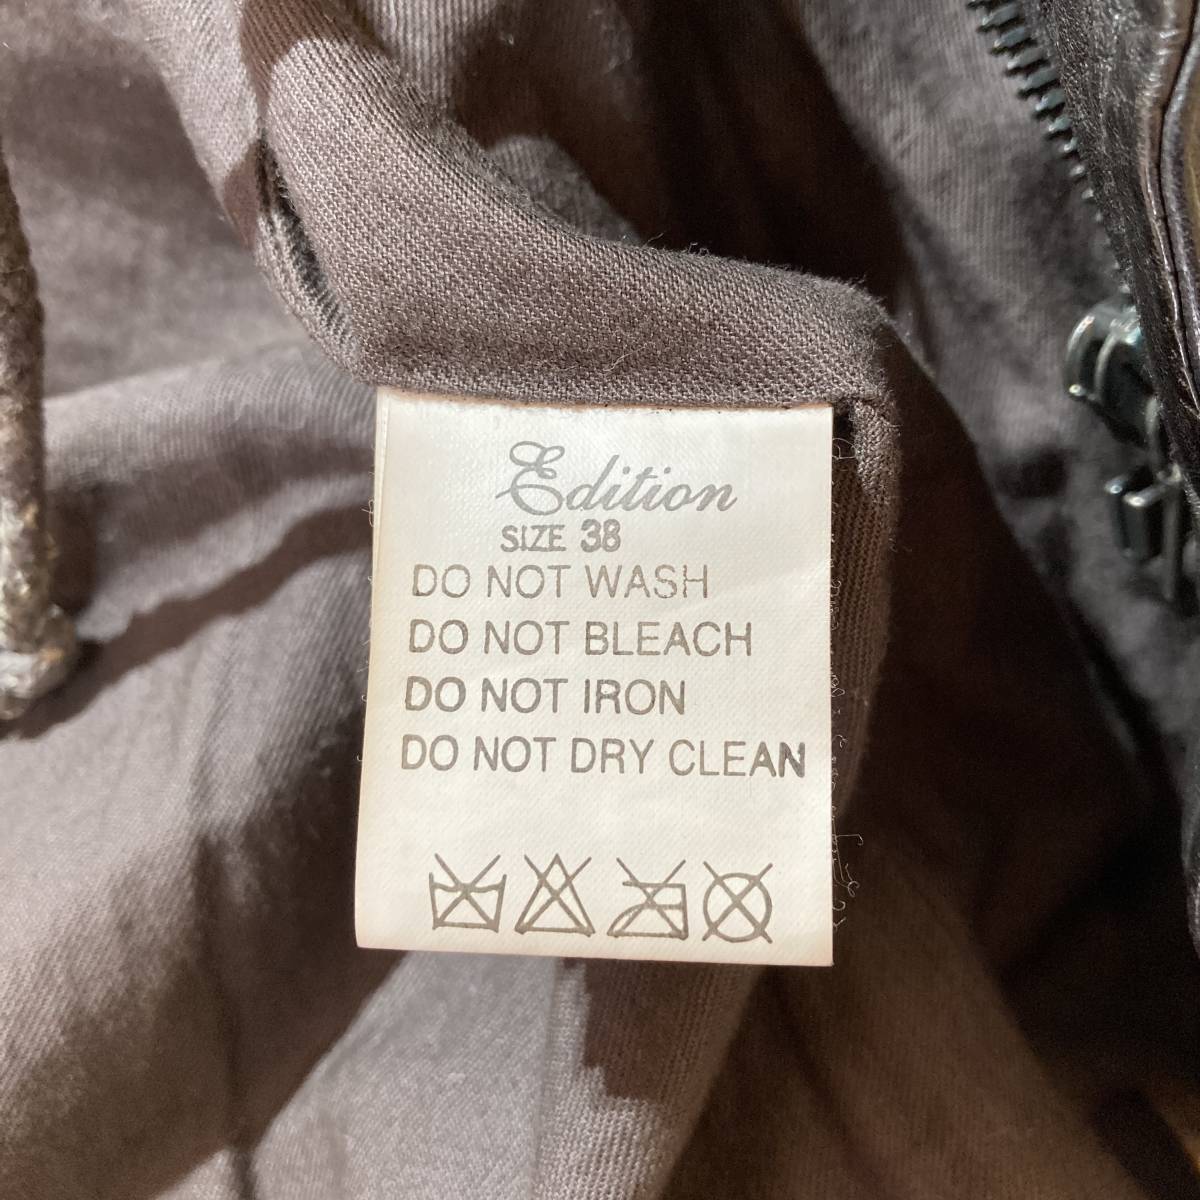 Edition
SIZE 38
DO NOT WASH
DO NOT BLEACH
DO NOT IRON
DO NOT DRY CLEAN